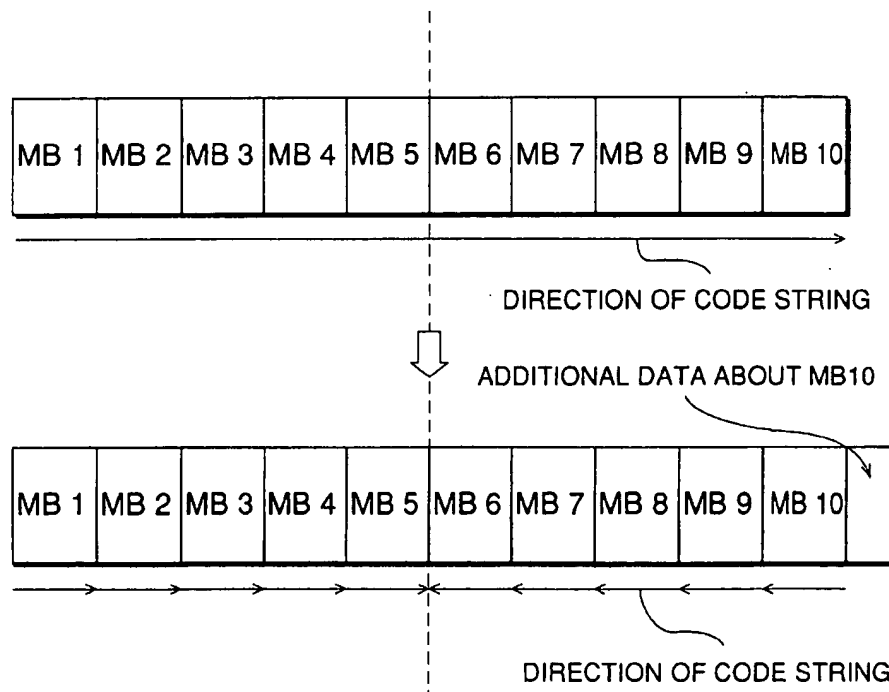 MB 1 MB 2 MB 3 MB 4 MB 5 MB 6 MB 7 MB 8 MB 9 MB 10
DIRECTION OF CODE STRING
ADDITIONAL DATA ABOUT MB10
MB 1 MB 2 MB 3 MB 4 MB 5 MB 6 MB 7 MB 8 MB 9 MB 10
DIRECTION OF CODE STRING